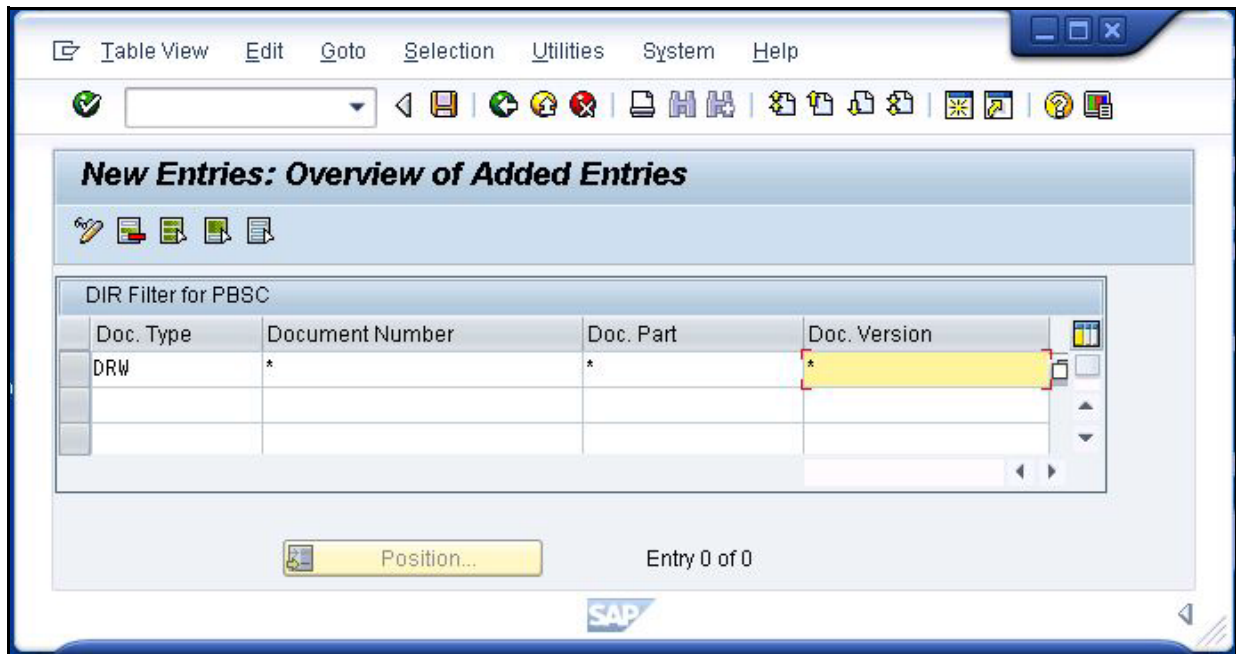 Table View Edit Goto Selection Utilities System Help
New Entries: Overview of Added Entries
DIR Filter for PBSC
Doc. Type Document Number Doc. Part Doc. Version
DRW * * *
Position... Entry 0 of 0
SAP